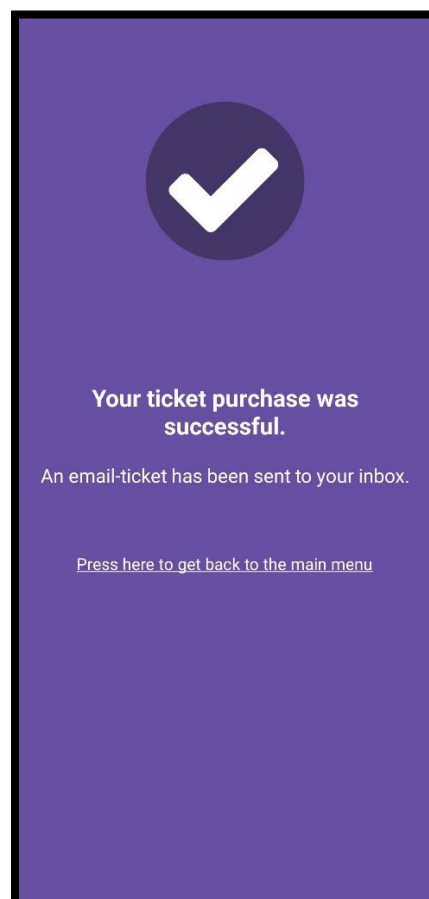 Your ticket purchase was
successful.
An email-ticket has been sent to your inbox.
Press here to get back to the main menu